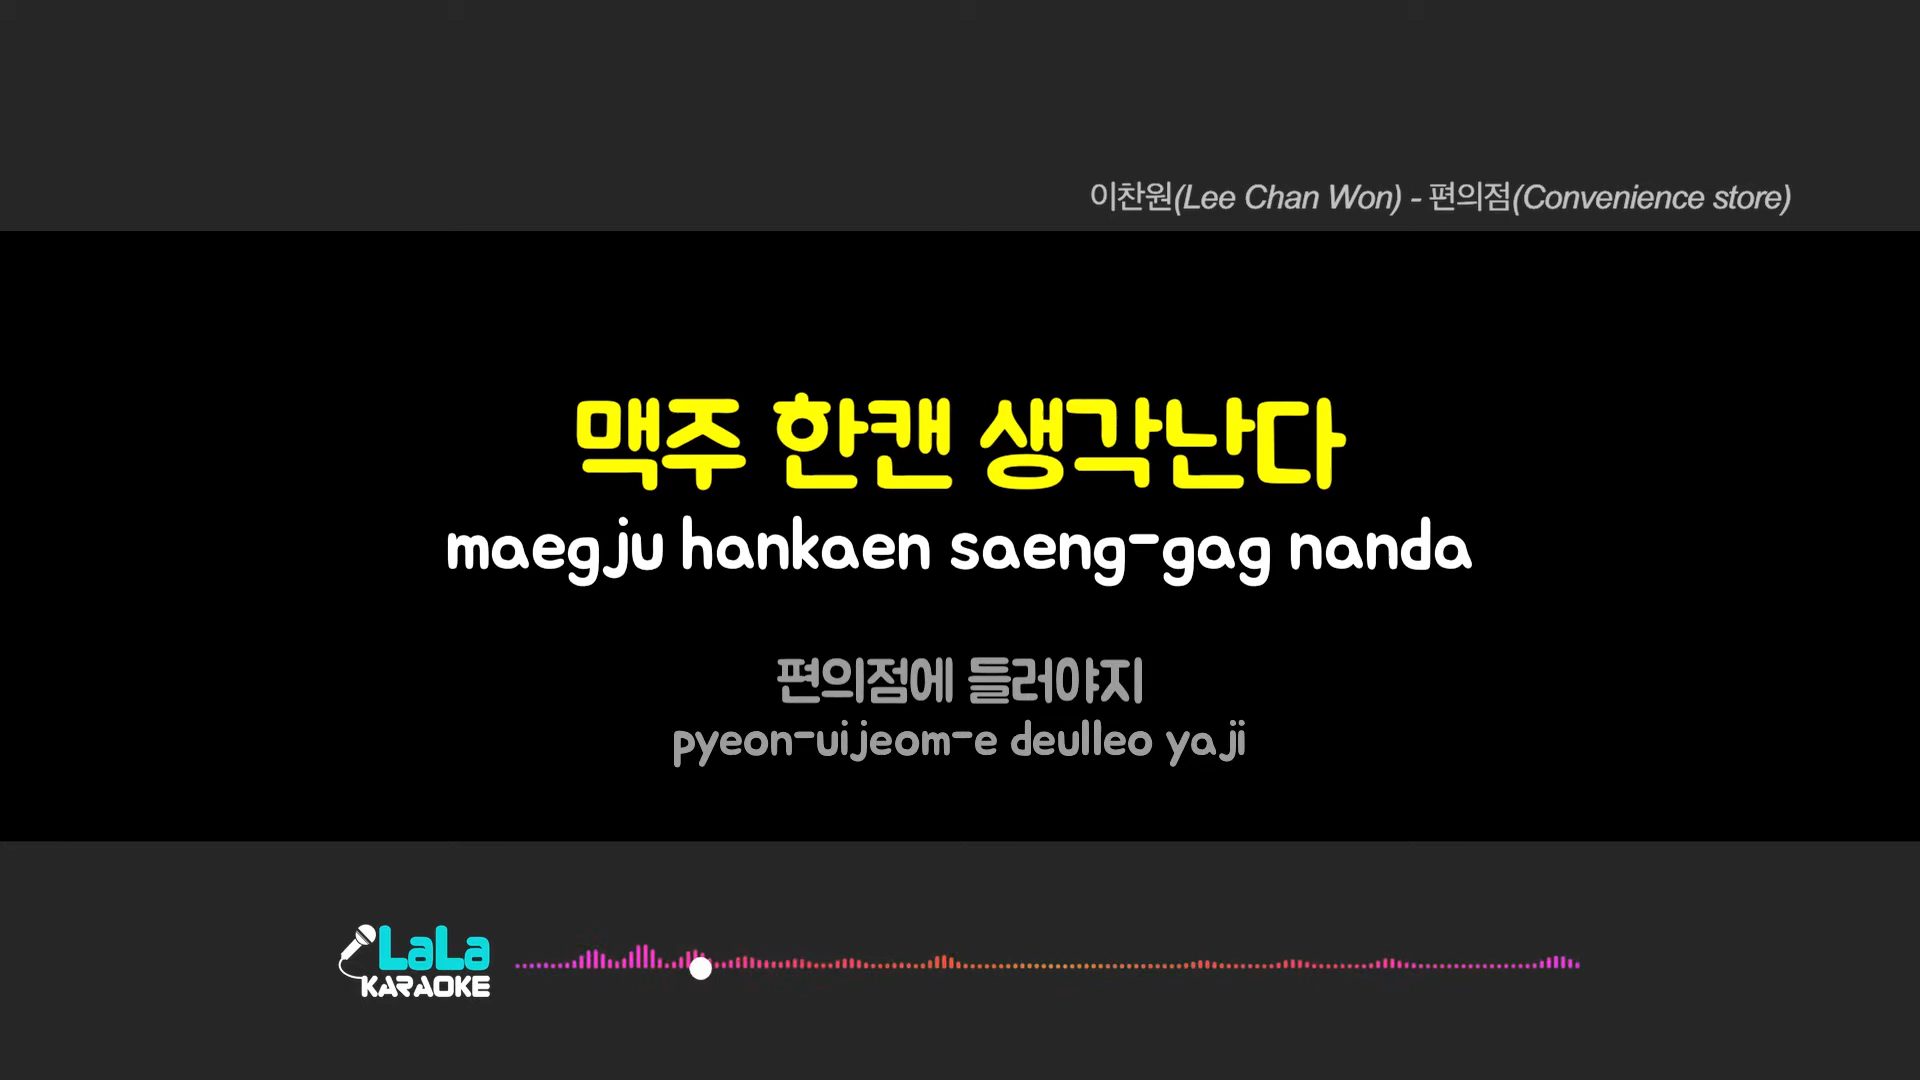 이찬원(Lee Chan Won) - 편의점(Convenience store)
맥주 한캔 생각난다
maegju hankaen saeng-gag nanda
편의점에 들러야지
pyeon-uijeom-e deulleo yaji
LaLa
KARAOKE